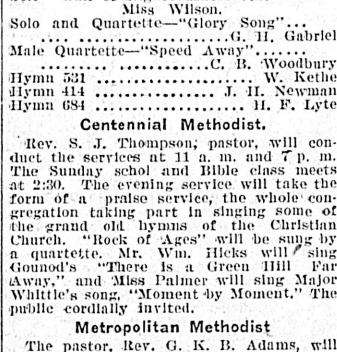 Miss Wilson.
Solo and Quartette—"Glory Song"...
.... ......................G. H. Gabriel
Male Quartette—"Speed Away".......
.....................C. B. Woodbury
Hymn 531 ................... W. Kethe
Hymn 414 ............. J. H. Newman
Hymn 684 .................. H. F. Lyte
Centennial Methodist.
Rev. S. J. Thompson, pastor, will con-
duct the services at 11 a. m. and 7 p. m.
The Sunday schol and Bible class meets
at 2:30. The evening service will take the
form of a praise service, the whole con-
gregation taking part in singing some of
the grand old hymns of the Christian
Church. "Rock of Ages" will be sung by
a quartette. Mr. Wm. Hicks will sing
Gounod's "There is a Green Hill Far
Away," and Miss Palmer will sing Major
Whittle's song, "Moment by Moment." The
public cordially invited.
Metropolitan Methodist
The pastor, Rev. G. K. B. Adams, will